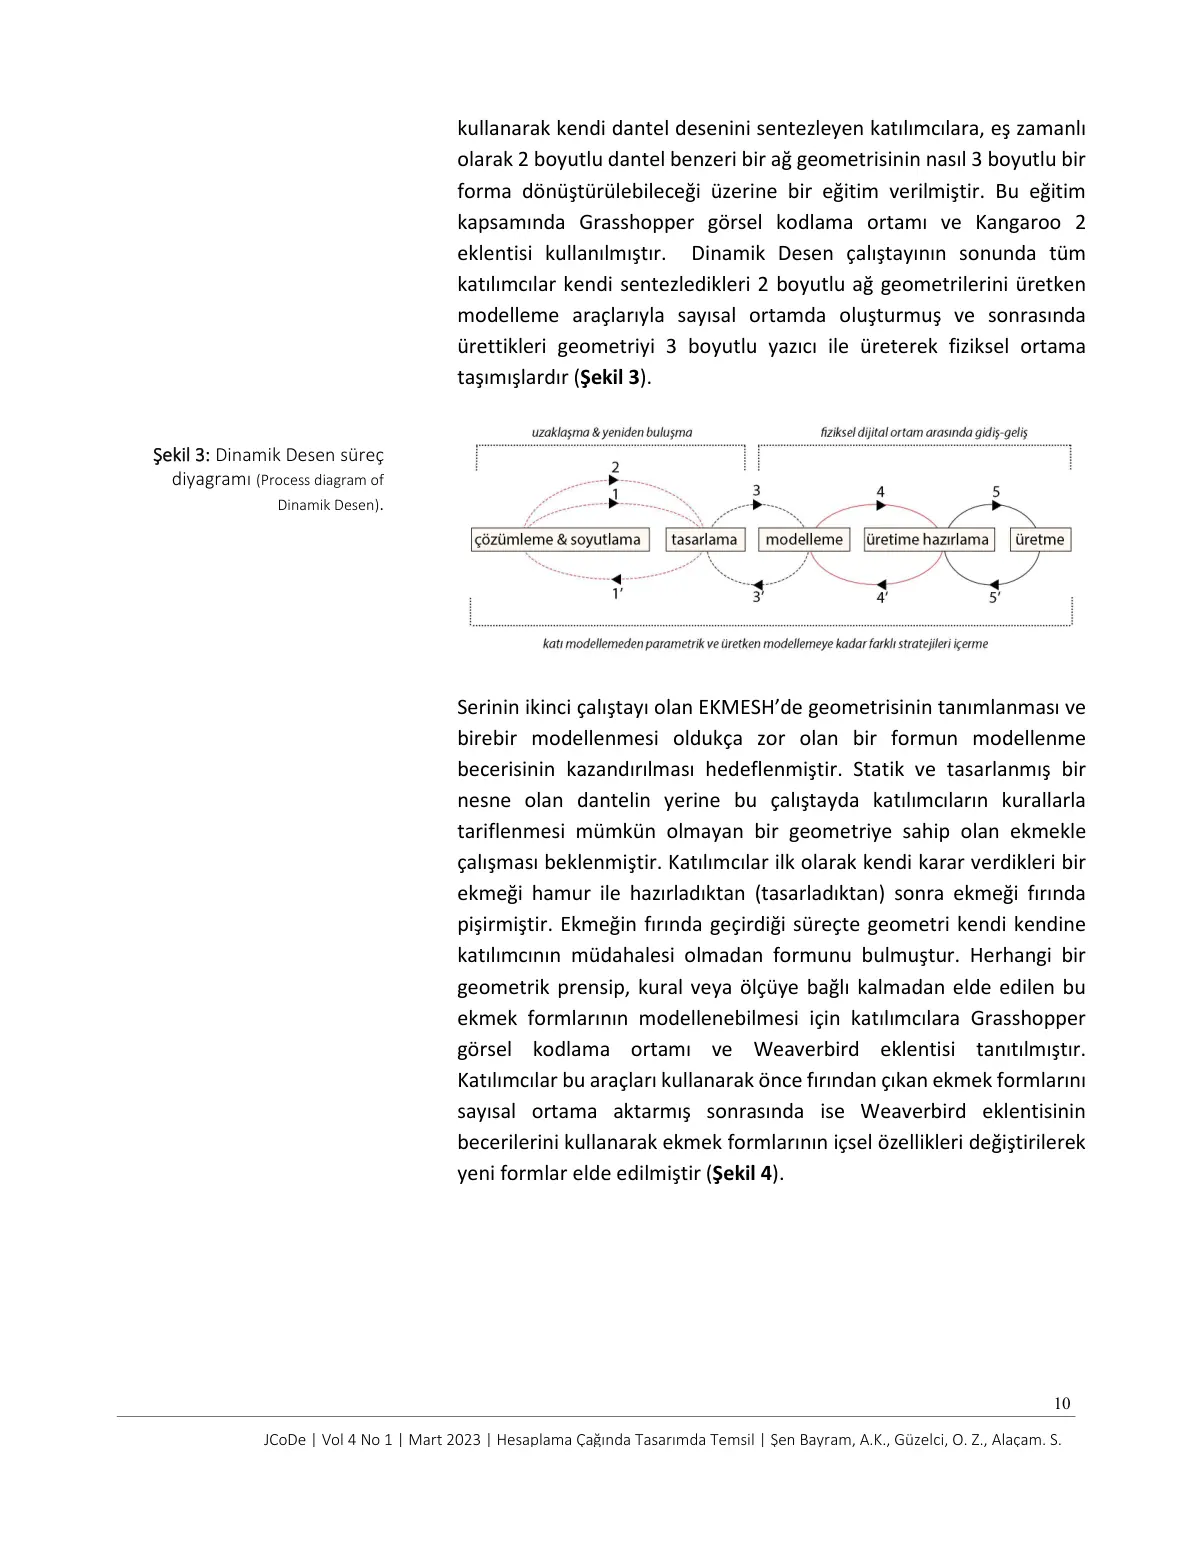 kullanarak kendi dantel desenini sentezleyen katılımcılara, eş zamanlı
olarak 2 boyutlu dantel benzeri bir ağ geometrisinin nasıl 3 boyutlu bir
forma dönüştürülebileceği üzerine bir eğitim verilmiştir. Bu eğitim
kapsamında Grasshopper görsel kodlama ortamı ve Kangaroo 2
eklentisi kullanılmıştır. Dinamik Desen çalıştayının sonunda tüm
katılımcılar kendi sentezledikleri 2 boyutlu ağ geometrilerini üretken
modelleme araçlarıyla sayısal ortamda oluşturmuş ve sonrasında
ürettikleri geometriyi 3 boyutlu yazıcı ile üreterek fiziksel ortama
taşımışlardır (Şekil 3).
Şekil 3: Dinamik Desen süreç
diyagramı (Process diagram of
Dinamik Desen).
uzaklaşma & yeniden buluşma
fiziksel dijital ortam arasında gidiş-geliş
2
1
3
4
5
çözümleme & soyutlama
tasarlama
modelleme
üretime hazırlama
üretme
1’
3’
4’
5’
katı modellemeden parametrik ve üretken modellemeye kadar farklı stratejileri içerme
Serinin ikinci çalıştayı olan EKMESH’de geometrisinin tanımlanması ve
birebir modellenmesi oldukça zor olan bir formun modellenme
becerisinin kazandırılması hedeflenmiştir. Statik ve tasarlanmış bir
nesne olan dantelin yerine bu çalıştayda katılımcıların kurallarla
tariflenmesi mümkün olmayan bir geometriye sahip olan ekmekle
çalışması beklenmiştir. Katılımcılar ilk olarak kendi karar verdikleri bir
ekmeği hamur ile hazırladıktan (tasarladıktan) sonra ekmeği fırında
pişirmiştir. Ekmeğin fırında geçirdiği süreçte geometri kendi kendine
katılımcının müdahalesi olmadan formunu bulmuştur. Herhangi bir
geometrik prensip, kural veya ölçüye bağlı kalmadan elde edilen bu
ekmek formlarının modellenebilmesi için katılımcılara Grasshopper
görsel kodlama ortamı ve Weaverbird eklentisi tanıtılmıştır.
Katılımcılar bu araçları kullanarak önce fırından çıkan ekmek formlarını
sayısal ortama aktarmış sonrasında ise Weaverbird eklentisinin
becerilerini kullanarak ekmek formlarının içsel özellikleri değiştirilerek
yeni formlar elde edilmiştir (Şekil 4).
10
JCoDe | Vol 4 No 1 | Mart 2023 | Hesaplama Çağında Tasarımda Temsil | Şen Bayram, A.K., Güzelci, O. Z., Alaçam. S.